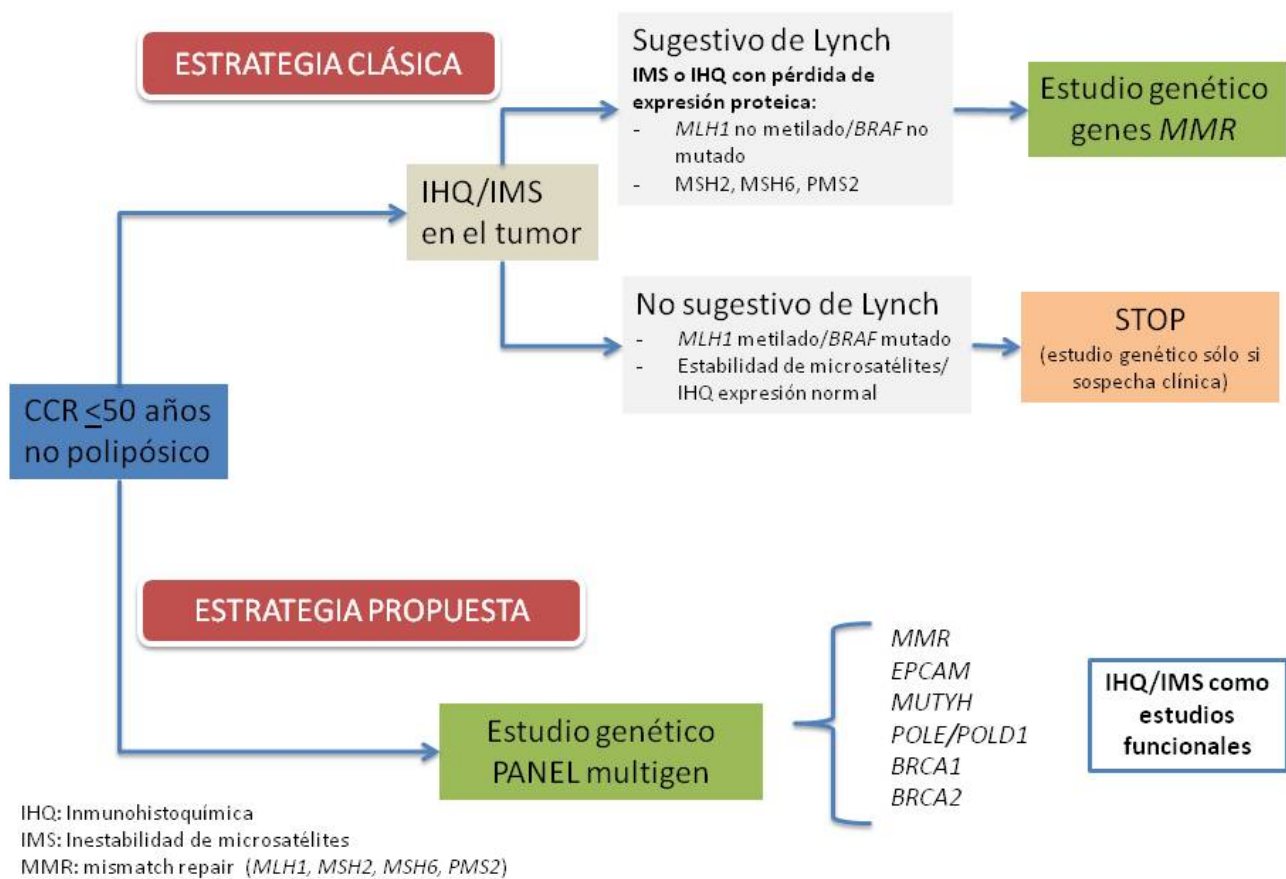 ESTRATEGIA CLÁSICA
Sugestivo de Lynch
IMS o IHQ con pérdida de
expresión proteica:
- MLH1 no metilado/BRAF no
mutado
- MSH2, MSH6, PMS2
Estudio genético
genes MMR
IHQ/IMS
en el tumor
No sugestivo de Lynch
- MLH1 metilado/BRAF mutado
- Estabilidad de microsatélites/
IHQ expresión normal
STOP
(estudio genético sólo si
sospecha clínica)
CCR ≤50 años
no polipósico
ESTRATEGIA PROPUESTA
Estudio genético
PANEL multigen
MMR
EPCAM
MUTYH
POLE/POLD1
BRCA1
BRCA2
IHQ/IMS como
estudios
funcionales
IHQ: Inmunohistoquímica
IMS: Inestabilidad de microsatélites
MMR: mismatch repair (MLH1, MSH2, MSH6, PMS2)